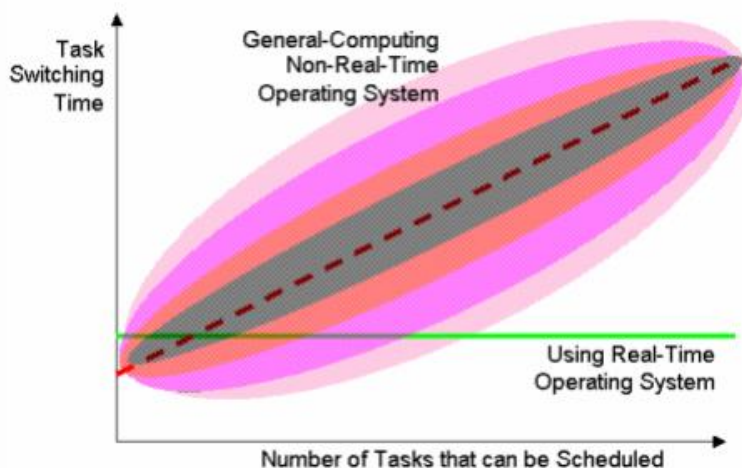 Task
Switching
Time
General-Computing
Non-Real-Time
Operating System
Using Real-Time
Operating System
Number of Tasks that can be Scheduled